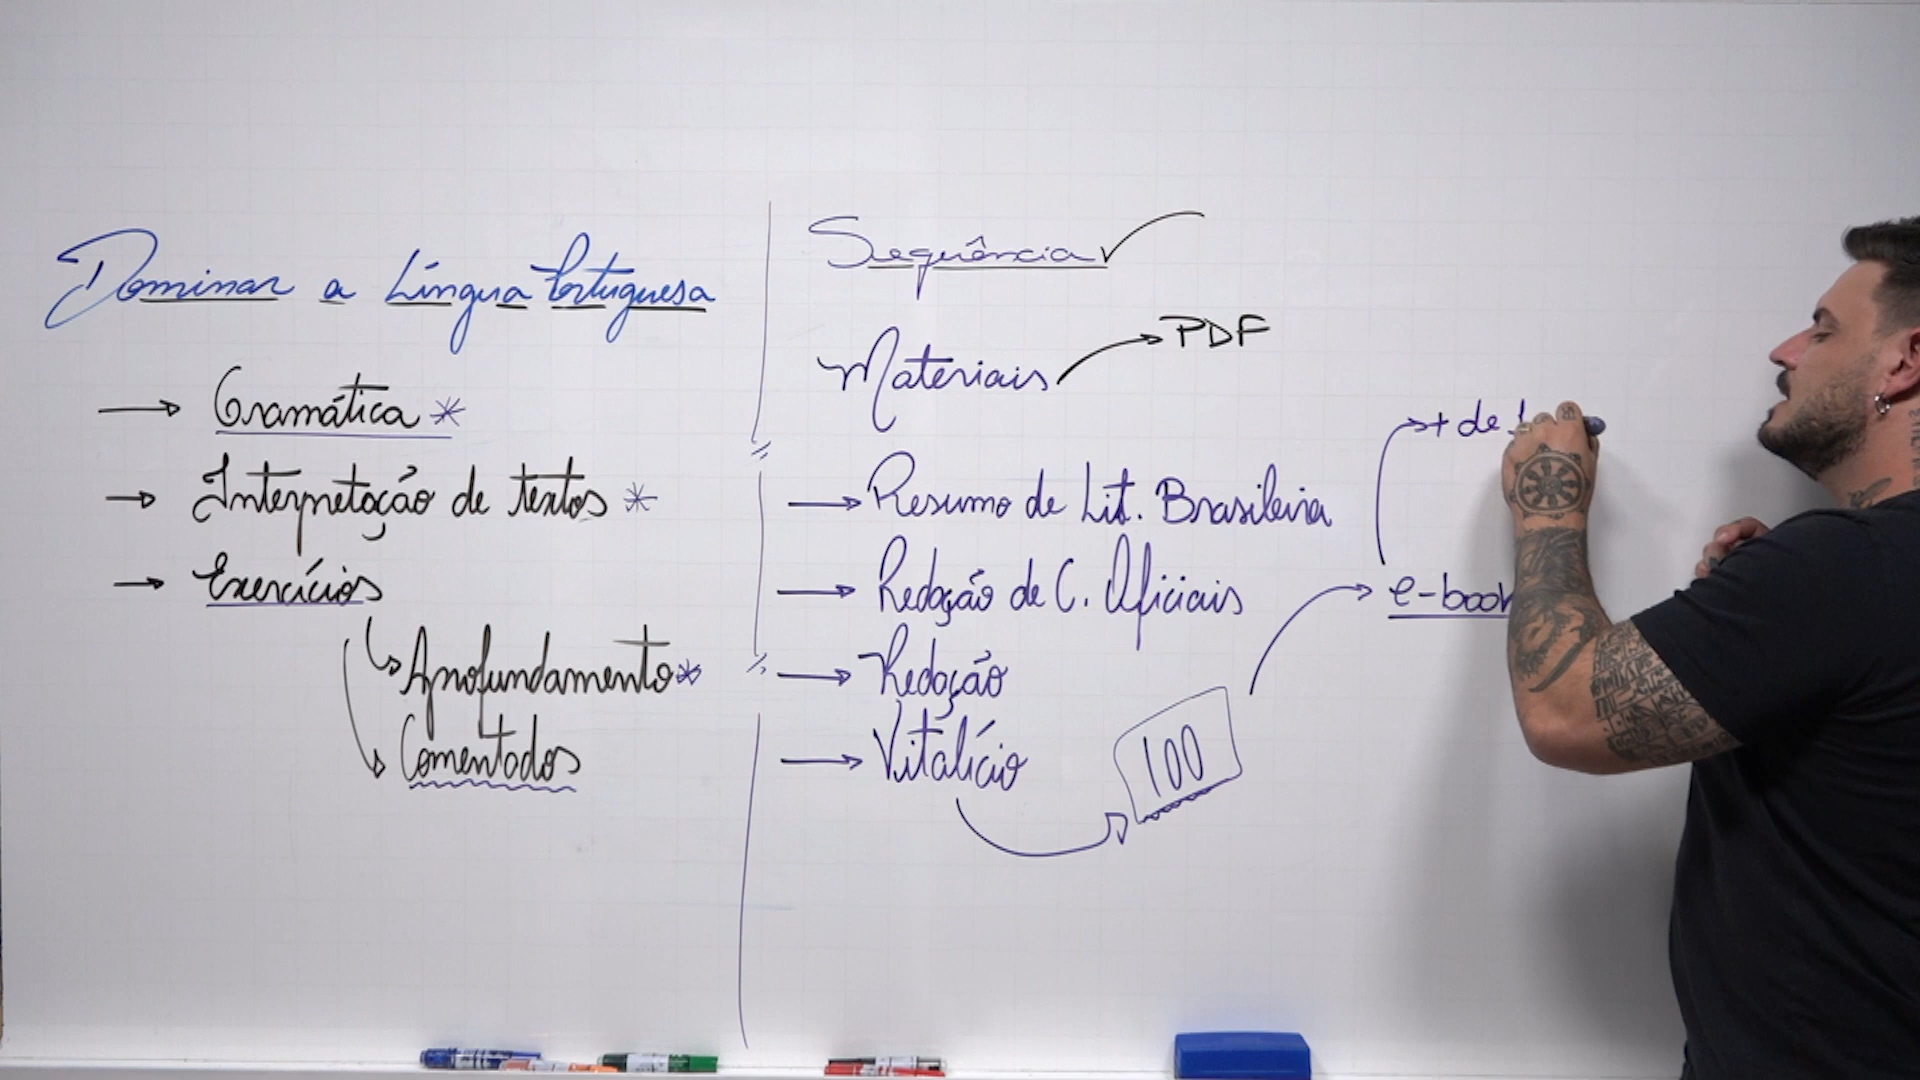 Dominar a Língua Portuguesa
→ Gramática *
→ Interpretação de textos *
→ Exercícios
Aprofundamento *
Comentados
Sequência ✓
Materiais → PDF
→ Resumo de Lit. Brasileira
→ Redação de C. Oficiais
→ Redação
→ Vitalício
100
e-book
+ de